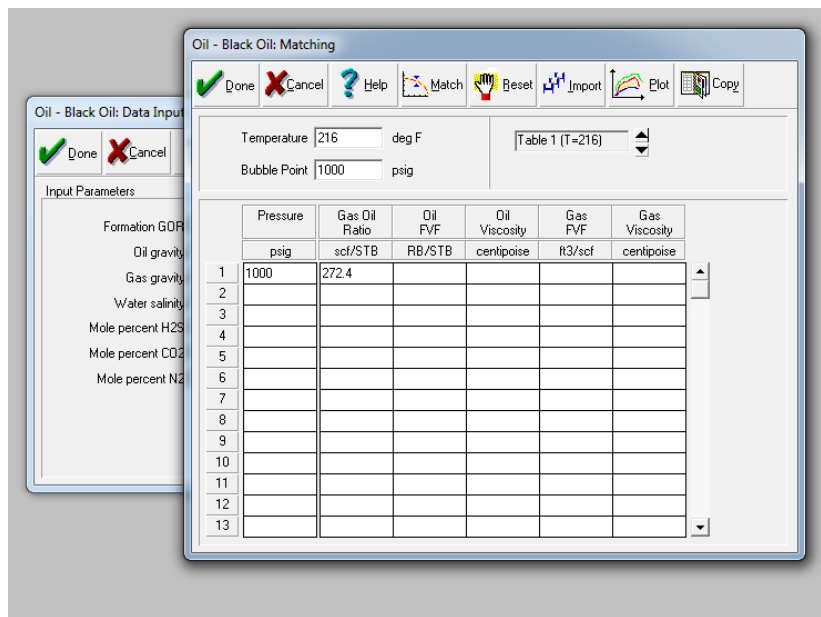 Oil - Black Oil: Matching
Done Cancel Help Match Reset Import Plot Copy
Temperature 216 deg F
Bubble Point 1000 psig
Table 1 (T=216)
Pressure Gas Oil Ratio Oil FVF Oil Viscosity Gas FVF Gas Viscosity
psig scf/STB RB/STB centipoise ft3/scf centipoise
1 1000 272.4
2
3
4
5
6
7
8
9
10
11
12
13
Oil - Black Oil: Data Input
Done Cancel
Input Parameters
Formation GOR
Oil gravity
Gas gravity
Water salinity
Mole percent H2S
Mole percent CO2
Mole percent N2